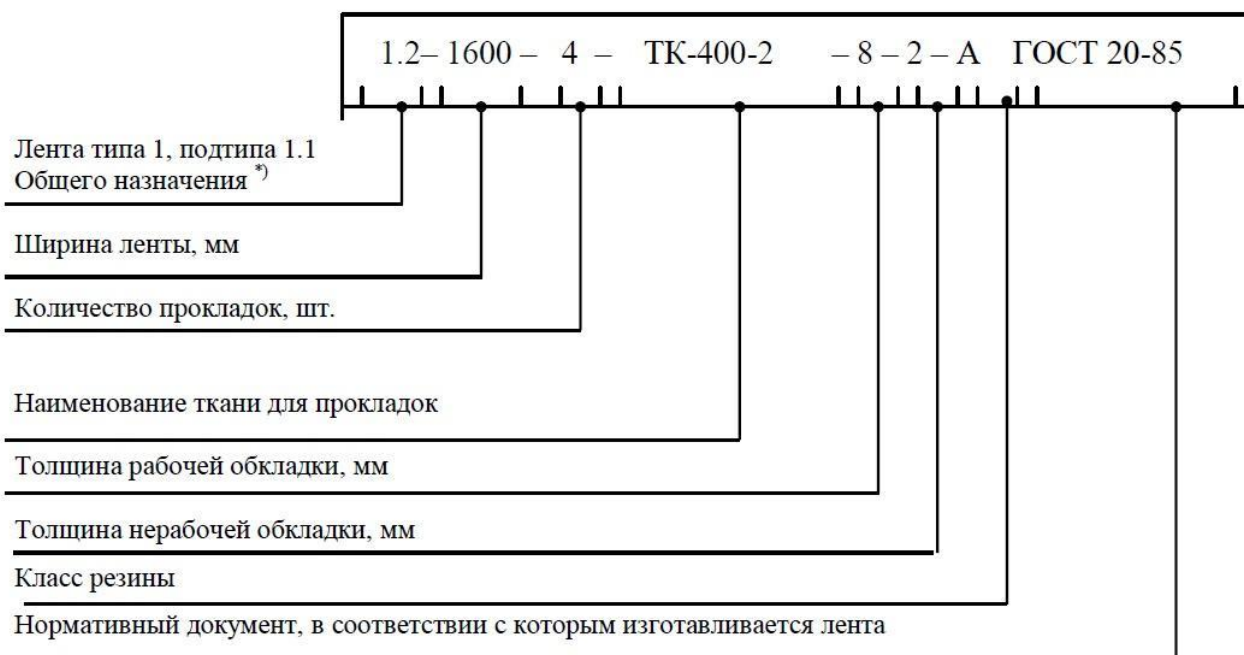 1.2– 1600 – 4 – ТК-400-2 – 8 – 2 – А ГОСТ 20-85
Лента типа 1, подтипа 1.1
Общего назначения *)
Ширина ленты, мм
Количество прокладок, шт.
Наименование ткани для прокладок
Толщина рабочей обкладки, мм
Толщина нерабочей обкладки, мм
Класс резины
Нормативный документ, в соответствии с которым изготавливается лента